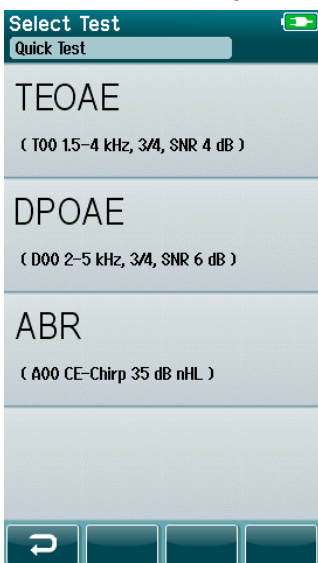 Select Test
Quick Test
TEOAE
( T00 1.5-4 kHz, 3/4, SNR 4 dB )
DPOAE
( D00 2-5 kHz, 3/4, SNR 6 dB )
ABR
( A00 CE-Chirp 35 dB nHL )